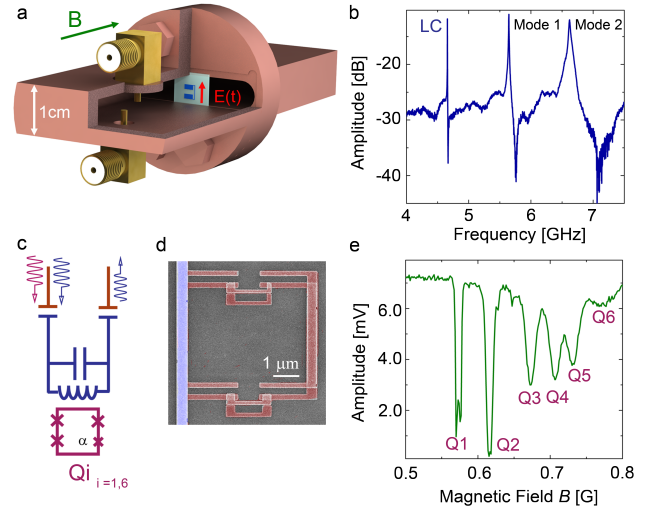 a
B
1cm
E(t)
b
LC
Mode 1
Mode 2
Amplitude [dB]
-20
-30
-40
4
5
6
7
Frequency [GHz]
c
α
Qi i=1,6
d
1 μm
e
Amplitude [mV]
6.0
4.0
2.0
Q1
Q2
Q3
Q4
Q5
Q6
0.5
0.6
0.7
0.8
Magnetic Field B [G]